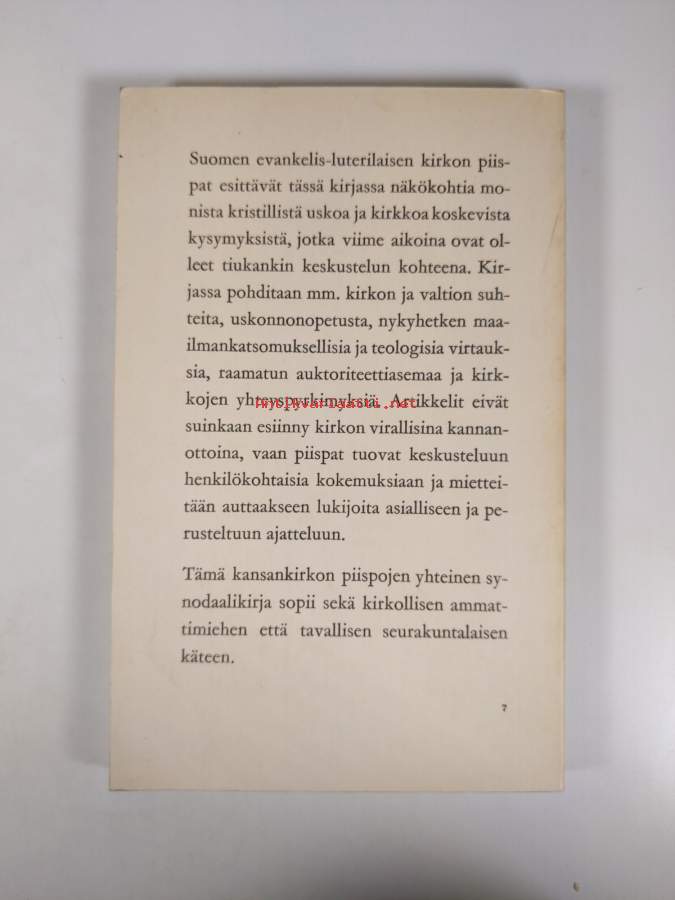 Suomen evankelis-luterilaisen kirkon piis-
pat esittävät tässä kirjassa näkökohtia mo-
nista kristillistä uskoa ja kirkkoa koskevista
kysymyksistä, jotka viime aikoina ovat ol-
leet tiukankin keskustelun kohteena. Kir-
jassa pohditaan mm. kirkon ja valtion suh-
teita, uskonnonopetusta, nykyhetken maa-
ilmankatsomuksellisia ja teologisia virtauk-
sia, raamatun auktoriteettiasemaa ja kirk-
kojen yhteyspyrkimyksiä. Artikkelit eivät
suinkaan esiinny kirkon virallisina kannan-
ottoina, vaan piispat tuovat keskusteluun
henkilökohtaisia kokemuksiaan ja mietteі-
tään auttaakseen lukijoita asialliseen ja pe-
rusteltuun ajatteluun.
Tämä kansankirkon piispojen yhteinen sy-
nodaalikirja sopii sekä kirkollisen ammat-
timiehen että tavallisen seurakuntalaisen
käteen.
7